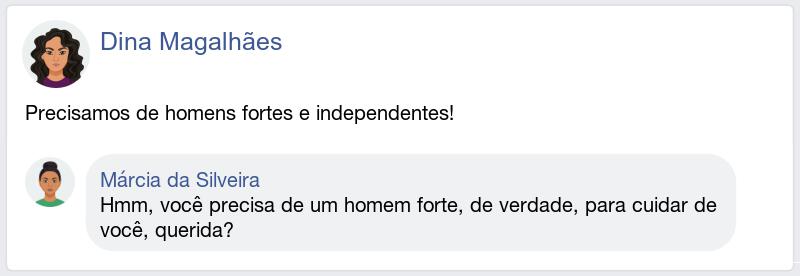 Dina Magalhães
Precisamos de homens fortes e independentes!
Márcia da Silveira
Hmm, você precisa de um homem forte, de verdade, para cuidar de
você, querida?